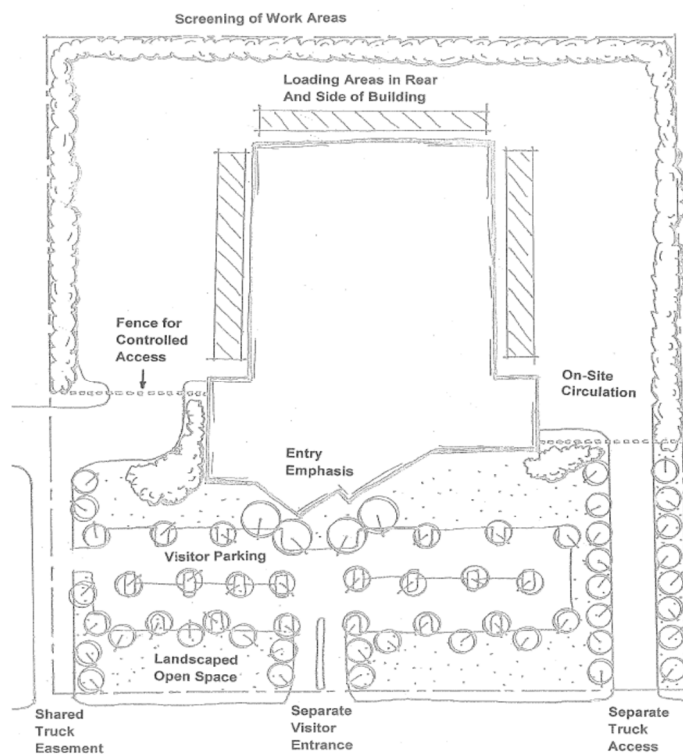 Screening of Work Areas
Loading Areas in Rear
And Side of Building
Fence for
Controlled
Access
On-Site
Circulation
Entry
Emphasis
Visitor Parking
Landscaped
Open Space
Shared
Truck
Easement
Separate
Visitor
Entrance
Separate
Truck
Access